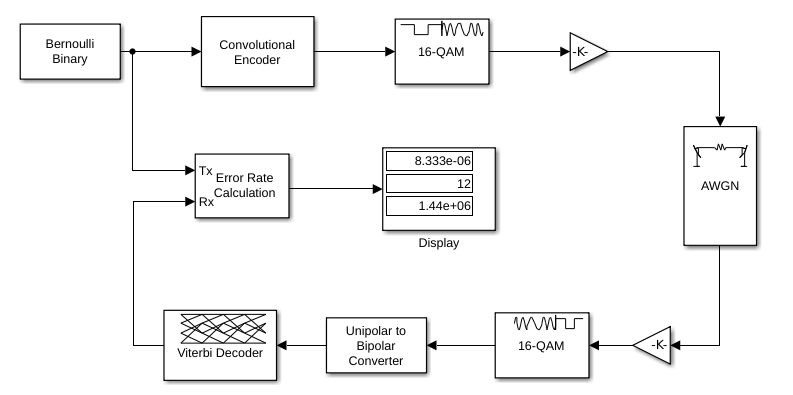 Bernoulli
Binary
Convolutional
Encoder
16-QAM
-K-
AWGN
Tx
Rx
Error Rate
Calculation
8.333e-06
12
1.44e+06
Display
Viterbi Decoder
Unipolar to
Bipolar
Converter
16-QAM
-K-